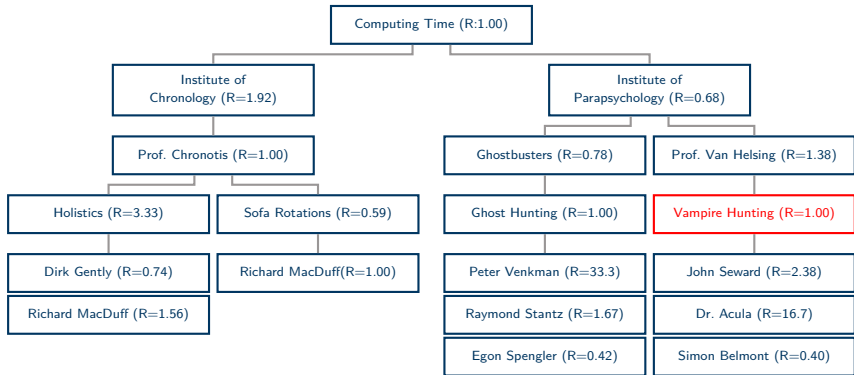 Computing Time (R:1.00)
Institute of
Chronology (R=1.92)
Institute of
Parapsychology (R=0.68)
Prof. Chronotis (R=1.00)
Ghostbusters (R=0.78)
Prof. Van Helsing (R=1.38)
Holistics (R=3.33)
Sofa Rotations (R=0.59)
Ghost Hunting (R=1.00)
Vampire Hunting (R=1.00)
Dirk Gently (R=0.74)
Richard MacDuff(R=1.00)
Peter Venkman (R=33.3)
John Seward (R=2.38)
Richard MacDuff (R=1.56)
Raymond Stantz (R=1.67)
Dr. Acula (R=16.7)
Egon Spengler (R=0.42)
Simon Belmont (R=0.40)